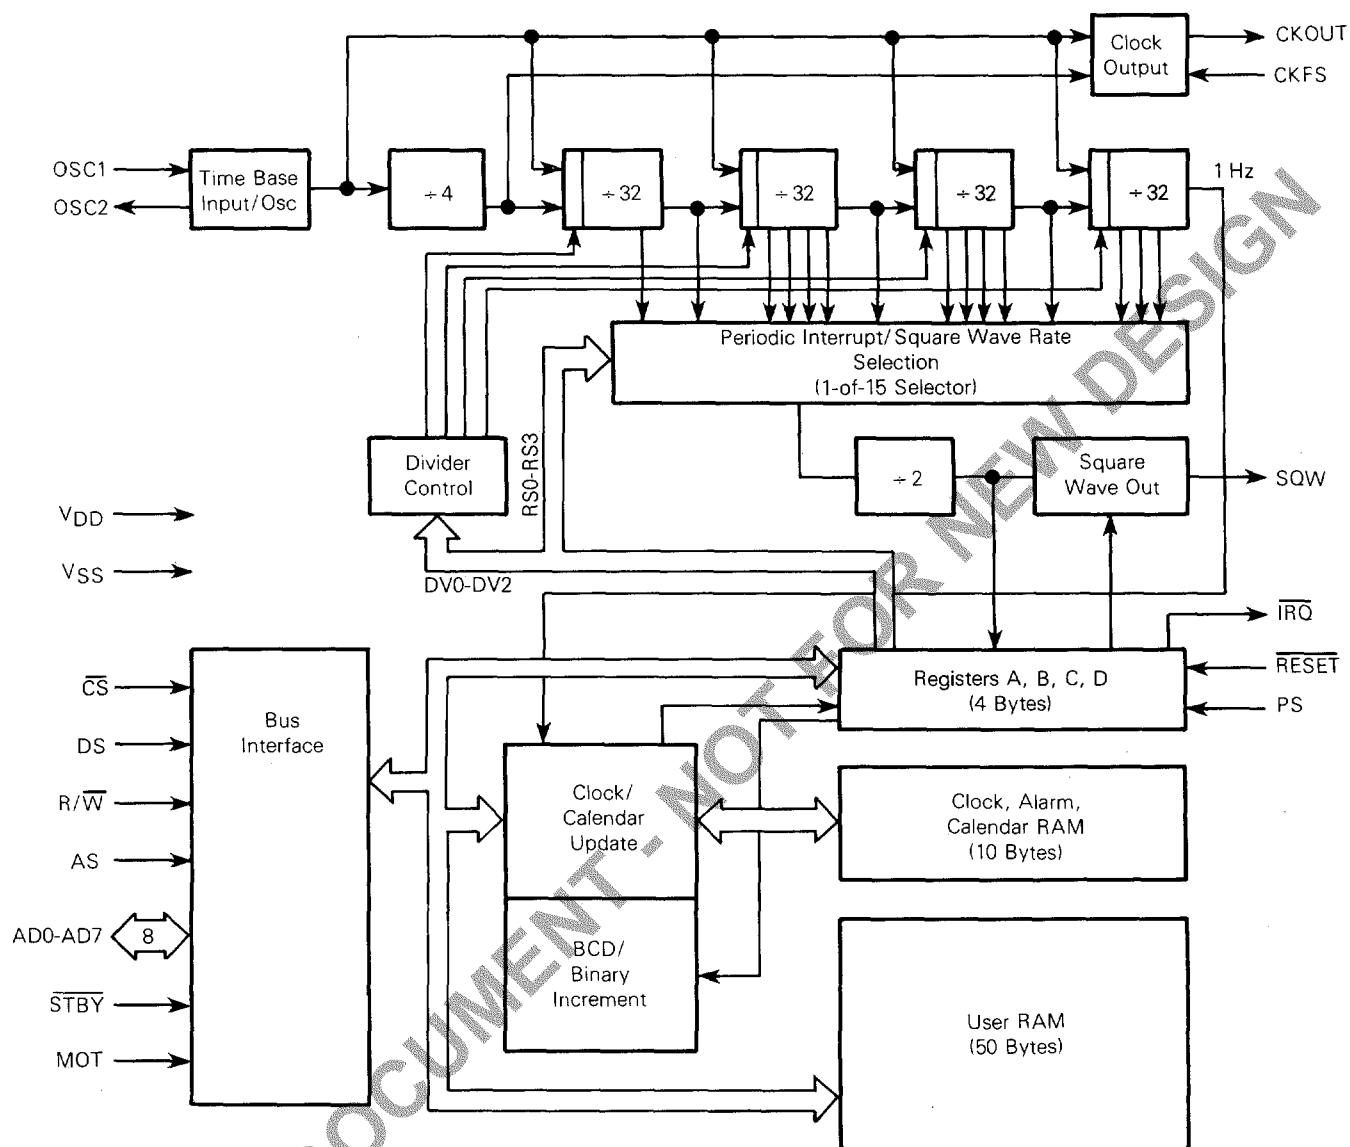 Clock
Output
CKOUT
CKFS
OSC1
OSC2
Time Base
Input/Osc
÷4
÷32
÷32
÷32
÷32
1 Hz
Periodic Interrupt/Square Wave Rate
Selection
(1-of-15 Selector)
RS0-RS3
Divider
Control
÷2
Square
Wave Out
SQW
VDD
VSS
DV0-DV2
IRQ
RESET
PS
Registers A, B, C, D
(4 Bytes)
Bus
Interface
CS
DS
R/W
AS
AD0-AD7
8
STBY
MOT
Clock/
Calendar
Update
BCD/
Binary
Increment
Clock, Alarm,
Calendar RAM
(10 Bytes)
User RAM
(50 Bytes)
DOCUMENT - NOT FOR NEW DESIGN